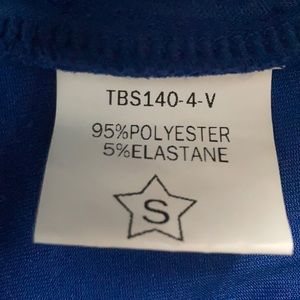 TBS140-4-V
95%POLYESTER
5%ELASTANE
S